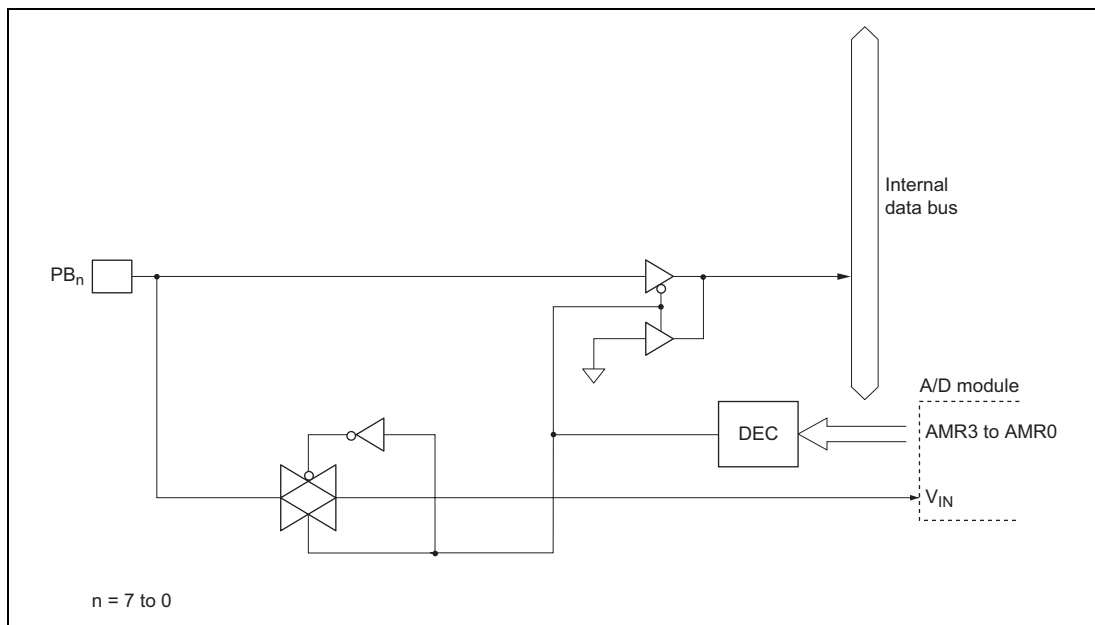 Internal
data bus
PBn
A/D module
DEC
AMR3 to AMR0
VIN
n = 7 to 0